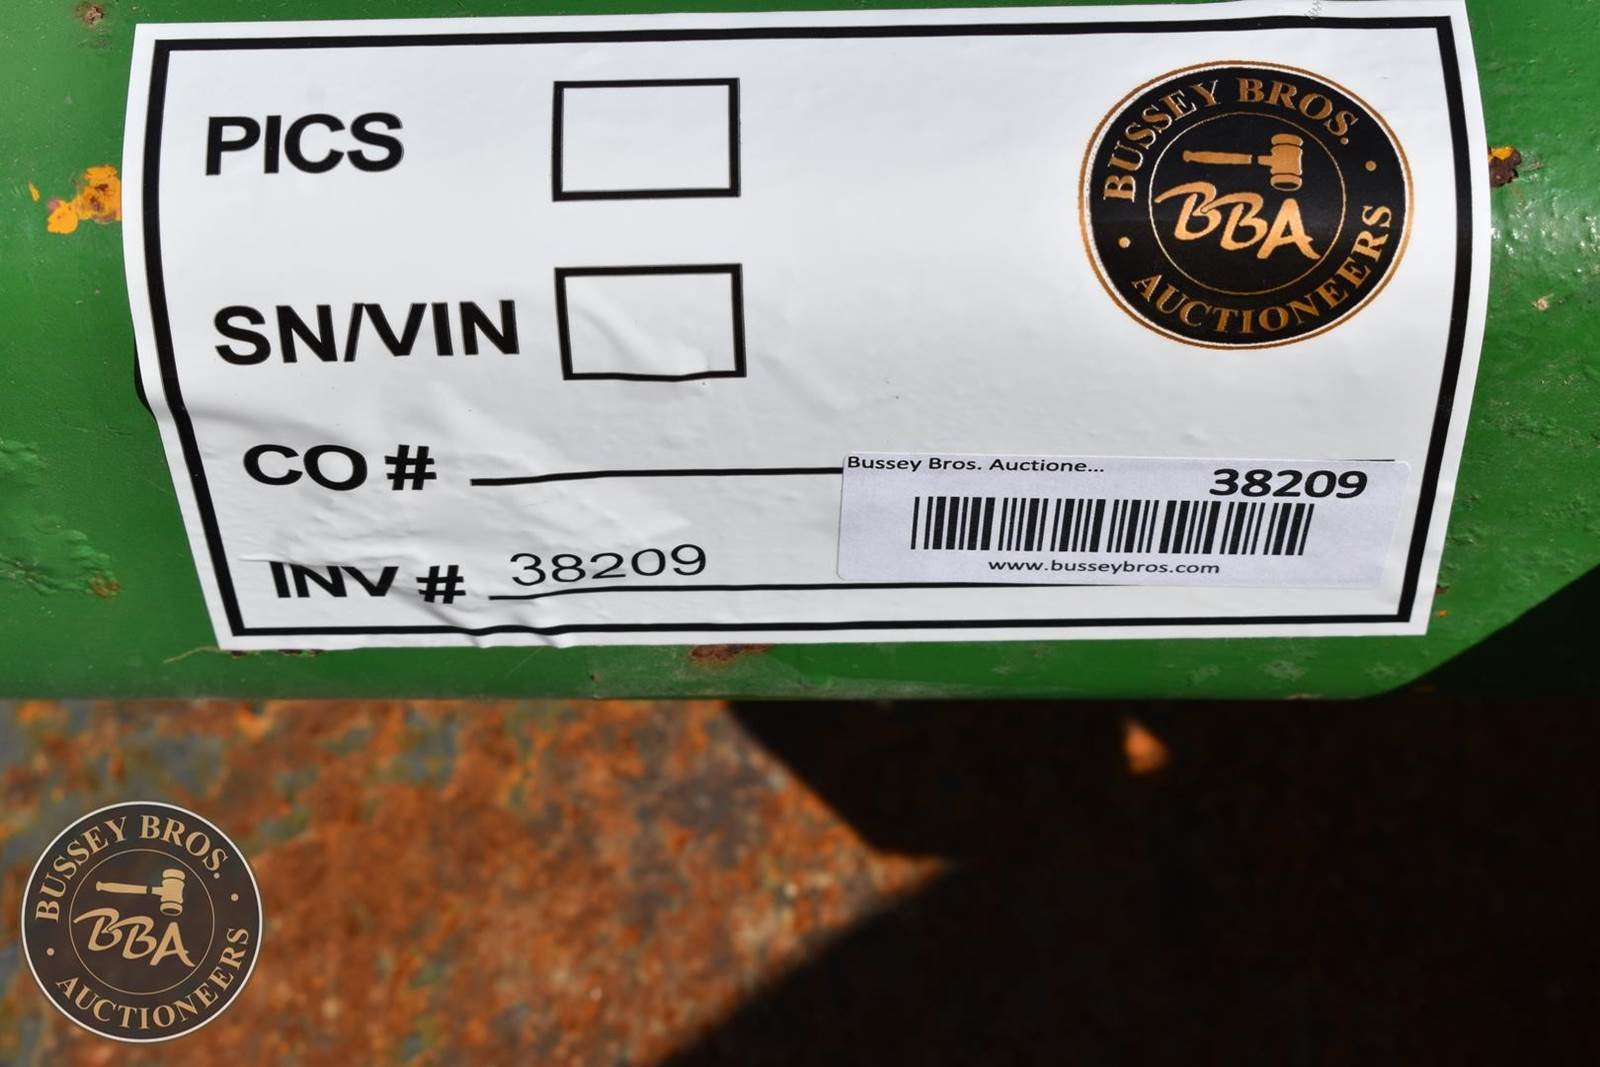 PICS
BUSSEY BROS.
BBA
AUCTIONEERS
SN/VIN
CO #
Bussey Bros. Auctione...
38209
INV # 38209
www.busseybros.com
BUSSEY BROS.
BBA
AUCTIONEERS